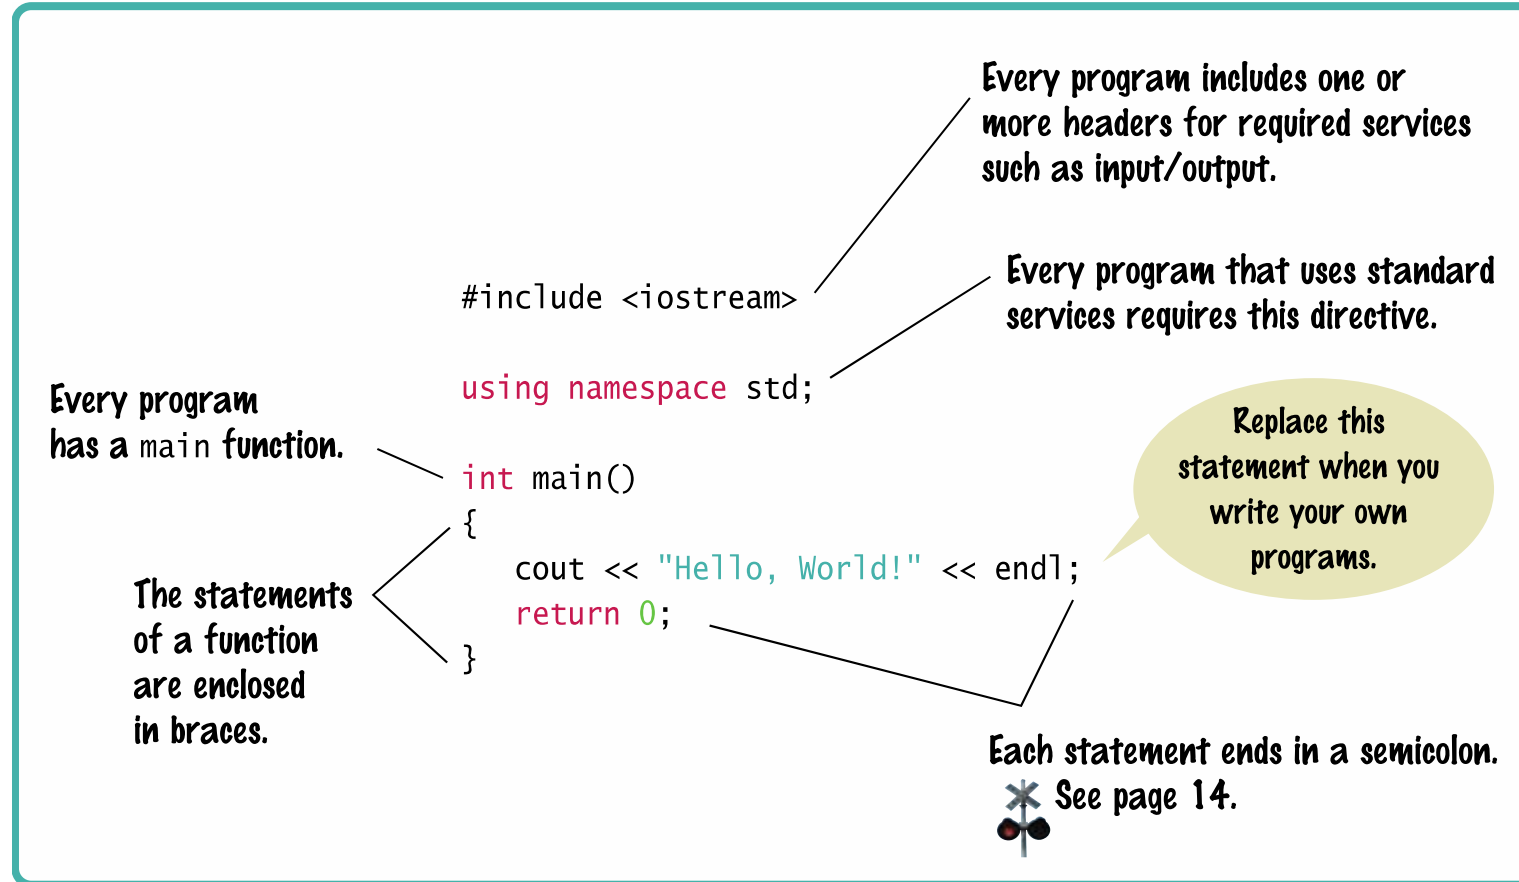 Every program includes one or
more headers for required services
such as input/output.
#include <iostream>
Every program that uses standard
services requires this directive.
using namespace std;
Every program
has a main function.
int main()
{
Replace this
statement when you
write your own
programs.
cout << "Hello, World!" << endl;
return 0;
}
The statements
of a function
are enclosed
in braces.
Each statement ends in a semicolon.
See page 14.